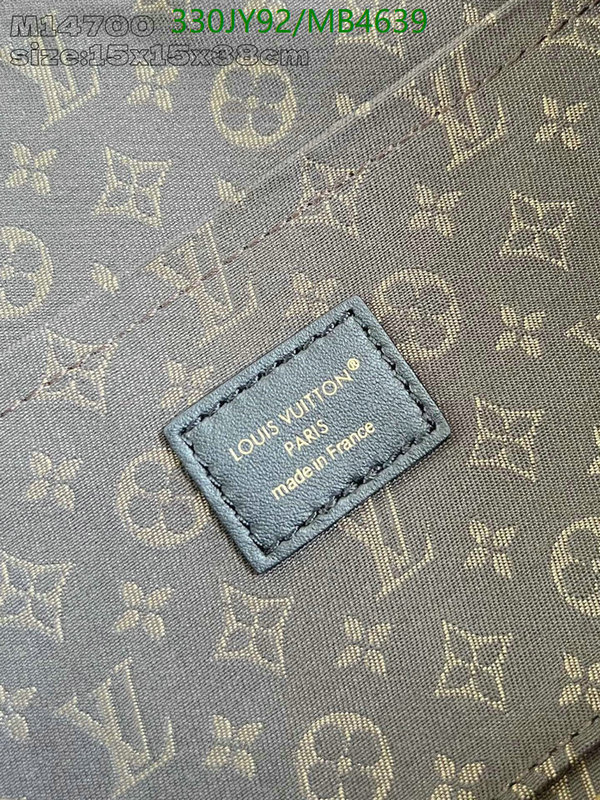 M14700
330JY92/MB4639
size:15x15x38cm
LOUIS VUITTON®
PARIS
made in France